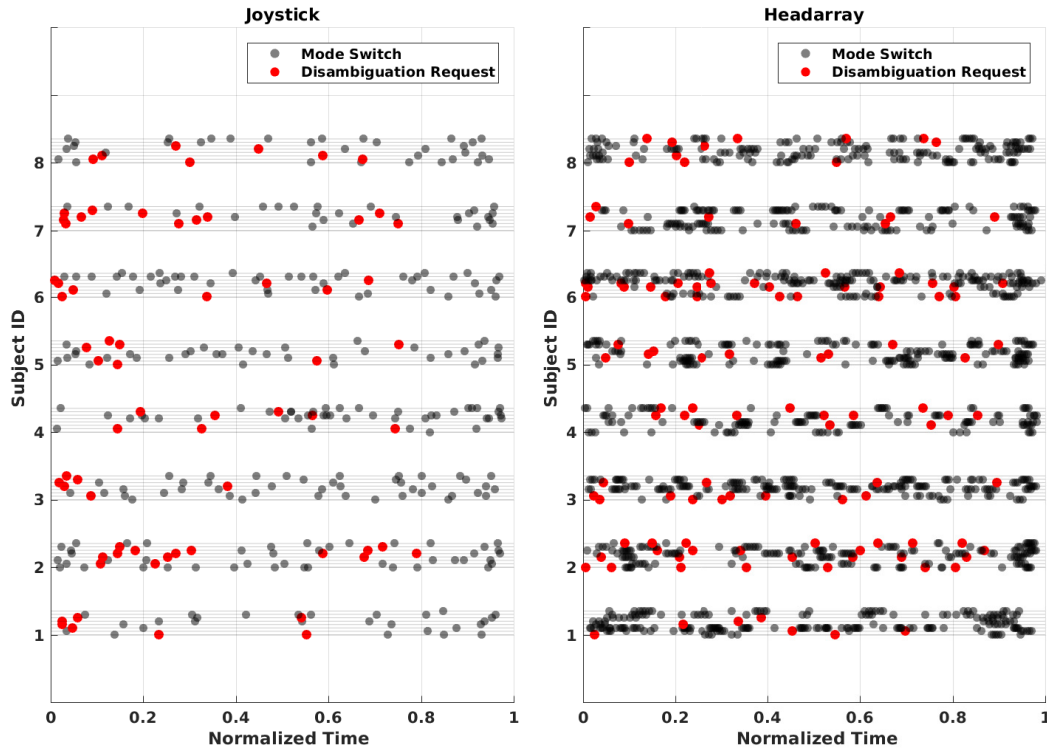 Joystick
Mode Switch
Disambiguation Request
8
7
6
5
4
3
2
1
Subject ID
0
0.2
0.4
0.6
0.8
1
Normalized Time
Headarray
Mode Switch
Disambiguation Request
8
7
6
5
4
3
2
1
Subject ID
0
0.2
0.4
0.6
0.8
1
Normalized Time